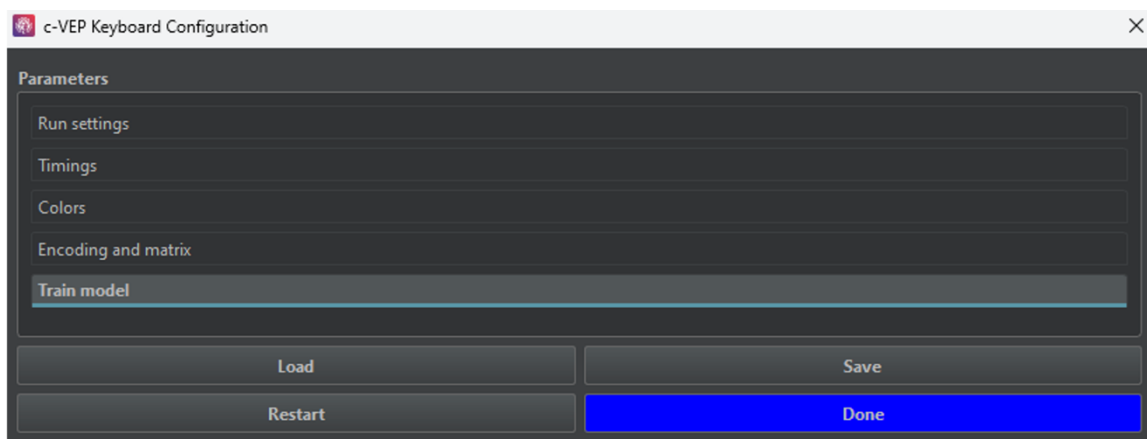 c-VEP Keyboard Configuration
Parameters
Run settings
Timings
Colors
Encoding and matrix
Train model
Load
Save
Restart
Done